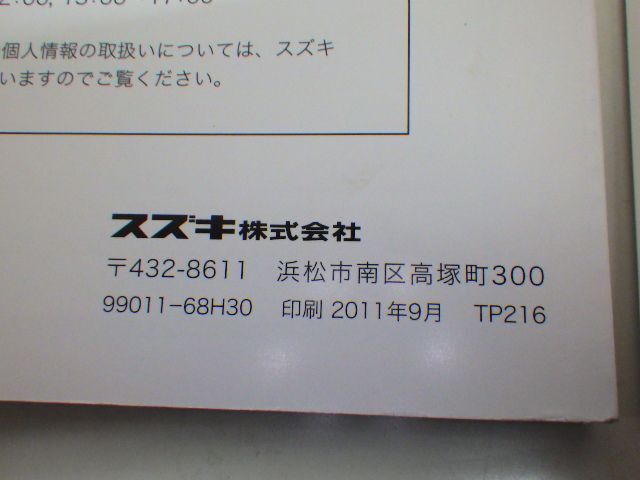 個人情報の取扱いについては、スズキ
いますのでご覧ください。
スズキ株式会社
〒432-8611 浜松市南区高塚町300
99011-68H30 印刷 2011年9月 TP216